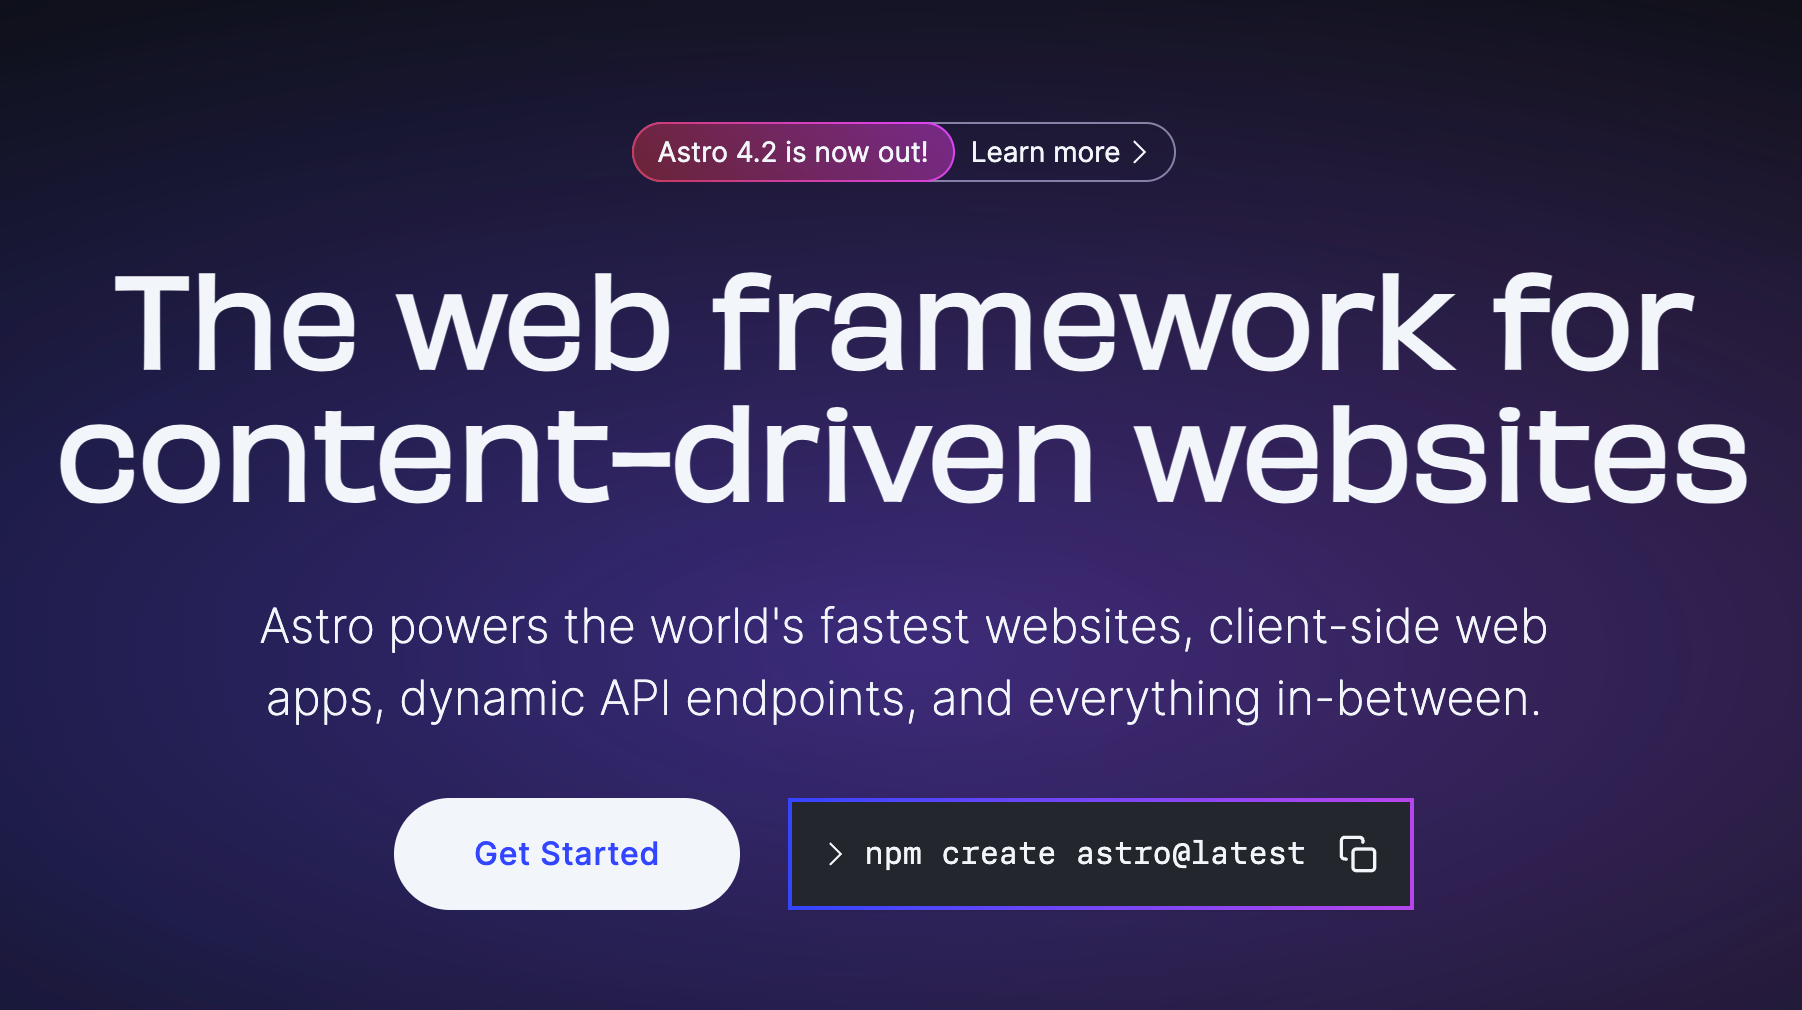 Astro 4.2 is now out! Learn more
The web framework for
content-driven websites
Astro powers the world's fastest websites, client-side web
apps, dynamic API endpoints, and everything in-between.
Get Started
> npm create astro@latest